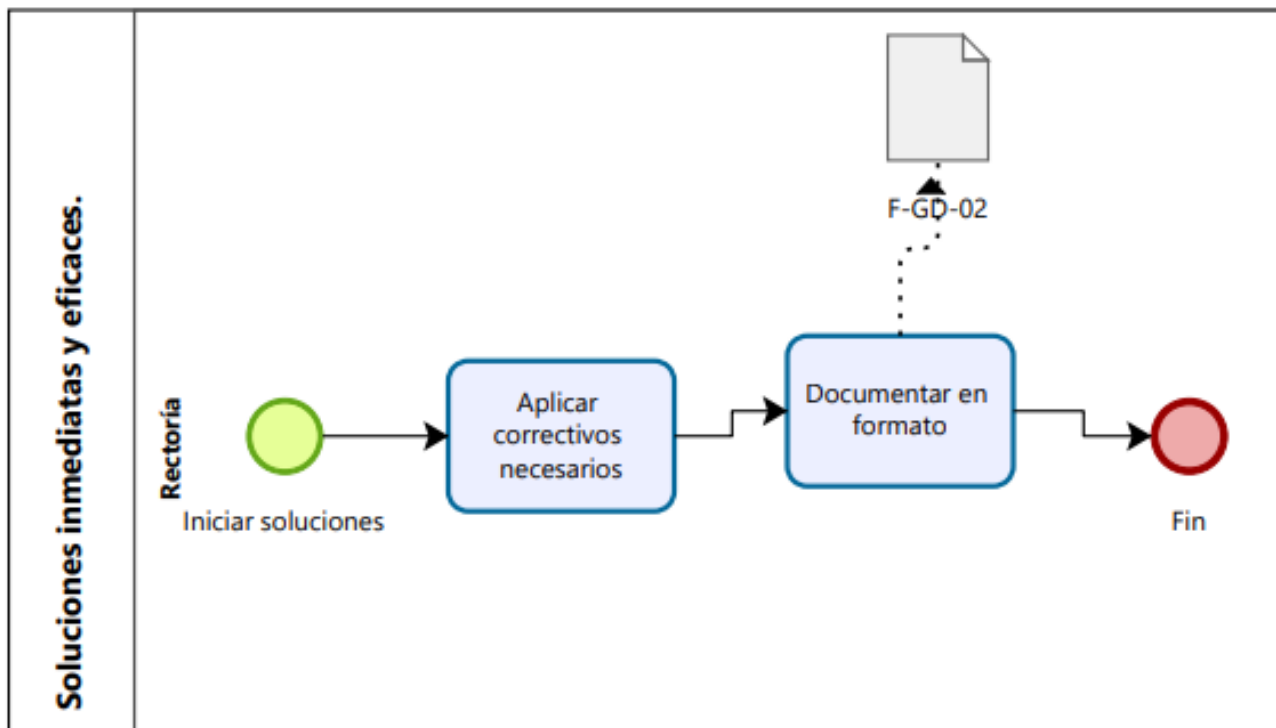 Soluciones inmediatas y eficaces.
Rectoría
Iniciar soluciones
Aplicar
correctivos
necesarios
Documentar en
formato
F-GD-02
Fin